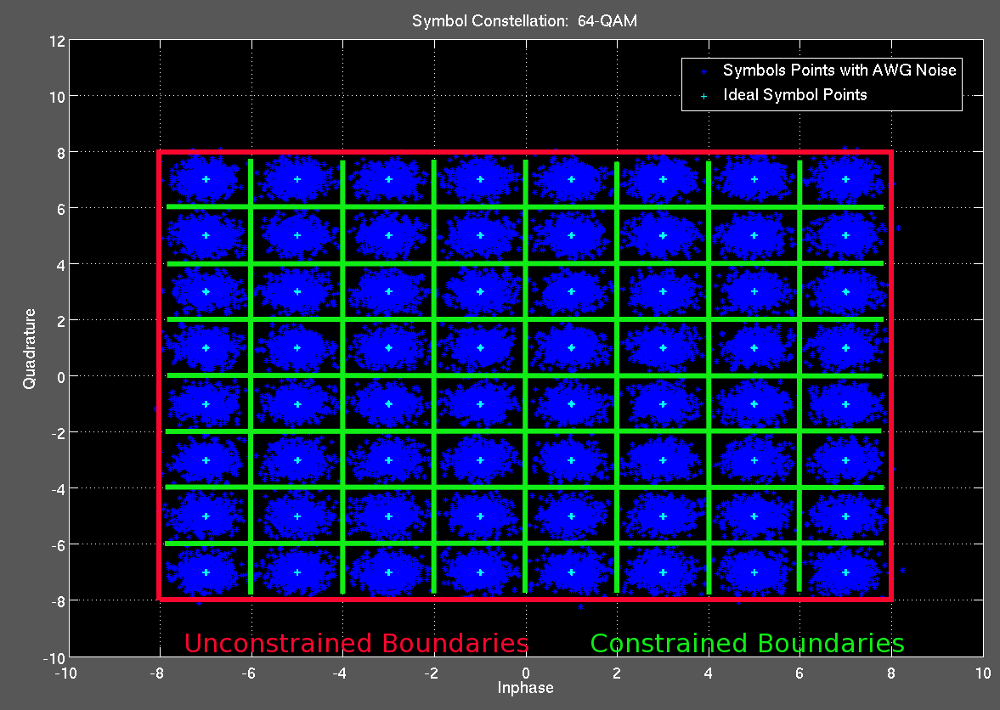 Symbol Constellation: 64-QAM
12
10
8
6
4
2
0
-2
-4
-6
-8
-10
Quadrature
Symbols Points with AWG Noise
Ideal Symbol Points
Unconstrained Boundaries
Constrained Boundaries
-10 -8 -6 -4 -2 0 2 4 6 8 10
Inphase